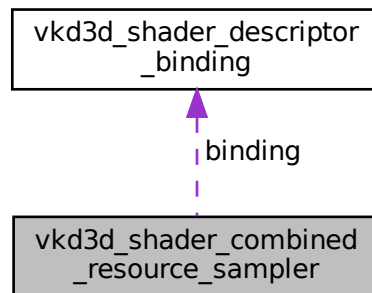 vkd3d_shader_descriptor
_binding
binding
vkd3d_shader_combined
_resource_sampler